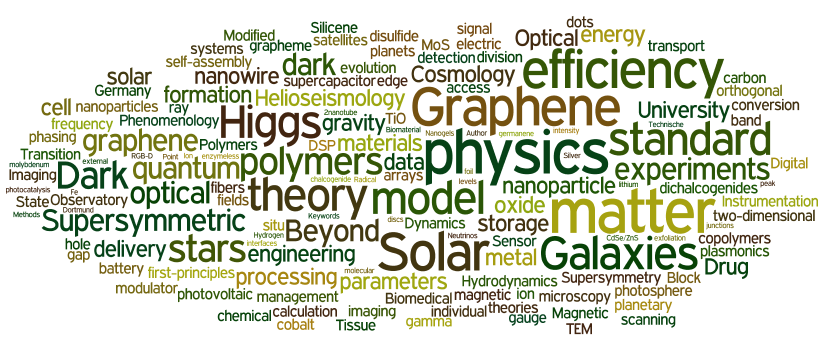 Silicene
dots
Modified
satellites
disulfide
signal
Optical
energy
systems
grapheme
planets
MoS
electric
transport
self-assembly
dark
evolution
detection
division
solar
nanowire
supercapacitor
edge
Cosmology
efficiency
carbon
Germany
formation
Helioseismology
access
orthogonal
cell
nanoparticles
ray
2nanotube
Graphene
University
conversion
frequency
Phenomenology
Higgs
gravity
TiO
Biomaterial
Nanogels
Author
germanene
intensity
Technische
band
phasing
graphene
Polymers
DSP
materials
physics
standard
Transition
external
RGB-D
Point
Ion
enzymeless
quantum
polymers
data
foil
Silver
experiments
Digital
molybdenum
Imaging
Dark
chalcogenide
Radical
arrays
levels
nanoparticle
lithium
dichalcogenides
peak
photocatalysis
Fe
optical
fibers
theory
model
oxide
matter
Instrumentation
State
Observatory
fields
two-dimensional
Methods
Dortmund
Supersymmetric
situ
Keywords
discs
Dynamics
storage
junctions
Hydrogen
Beyond
Neutrinos
Sensor
CdSe/ZnS
exfoliation
copolymers
hole
delivery
stars
interfaces
engineering
Solar
metal
Galaxies
plasmonics
gap
battery
first-principles
processing
molecular
parameters
Hydrodynamics
Supersymmetry
Block
Drug
modulator
photovoltaic
management
Biomedical
magnetic
ion
microscopy
photosphere
planetary
chemical
calculation
imaging
individual
theories
gauge
Magnetic
scanning
cobalt
Tissue
gamma
TEM